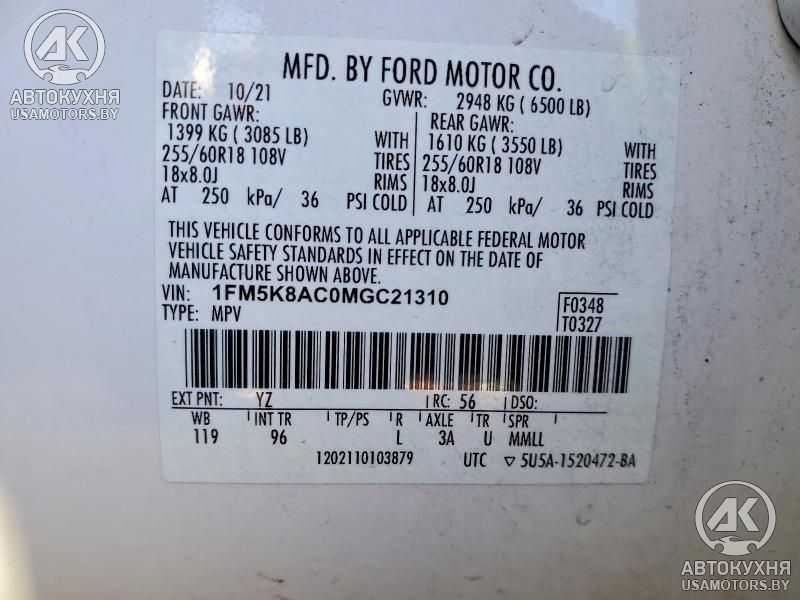 AK
АВТОКУХНЯ
USAMOTORS.BY
MFD. BY FORD MOTOR CO.
DATE: 10/21 GVWR: 2948 KG ( 6500 LB)
FRONT GAWR: REAR GAWR:
1399 KG ( 3085 LB) WITH 1610 KG ( 3550 LB) WITH
255/60R18 108V TIRES 255/60R18 108V TIRES
18x8.0J RIMS 18x8.0J RIMS
AT 250 kPa/ 36 PSI COLD AT 250 kPa/ 36 PSI COLD
THIS VEHICLE CONFORMS TO ALL APPLICABLE FEDERAL MOTOR
VEHICLE SAFETY STANDARDS IN EFFECT ON THE DATE OF
MANUFACTURE SHOWN ABOVE.
VIN: 1FM5K8AC0MGC21310 F0348
TYPE: MPV T0327
EXT PNT: YZ RC: 56 DSO:
WB INT TR TP/PS R AXLE TR SPR
119 96 L 3A U MMLL
1202110103879 UTC ▽ 5U5A-1520472-BA
AK
АВТОКУХНЯ
USAMOTORS.BY